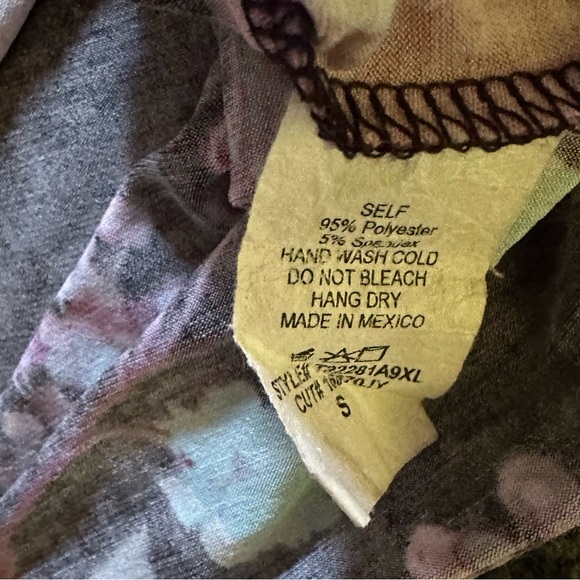 SELF
95% Polyester
5% Spandex
HAND WASH COLD
DO NOT BLEACH
HANG DRY
MADE IN MEXICO
STYLE#
CUT#
S